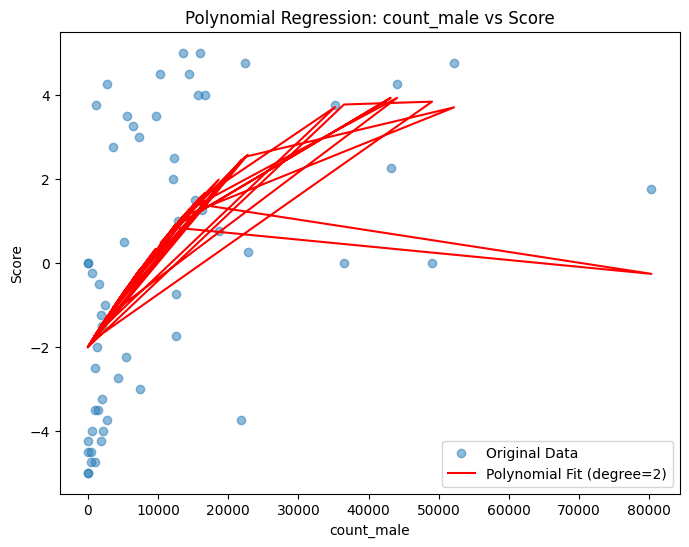 Polynomial Regression: count_male vs Score
Score
4
2
0
−2
−4
Original Data
Polynomial Fit (degree=2)
0 10000 20000 30000 40000 50000 60000 70000 80000
count_male